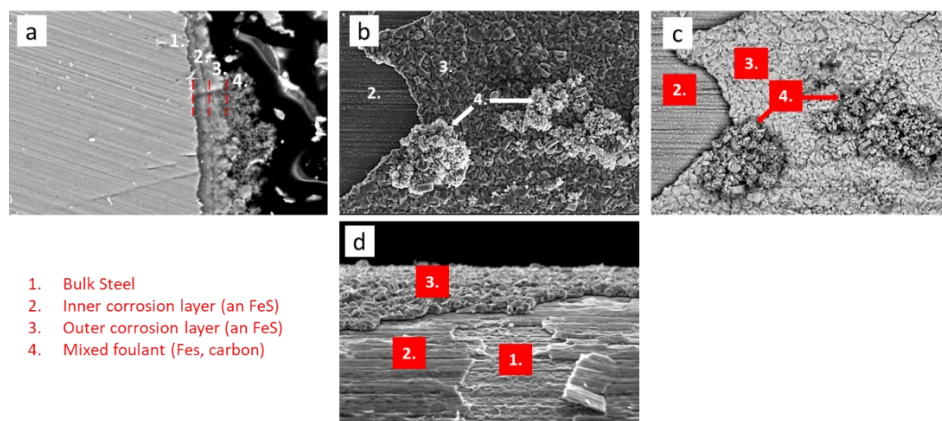 a
1.
2.
3.
4.
b
2.
3.
4.
c
2.
3.
4.
d
3.
2.
1.
1. Bulk Steel
2. Inner corrosion layer (an FeS)
3. Outer corrosion layer (an FeS)
4. Mixed foulant (Fes, carbon)